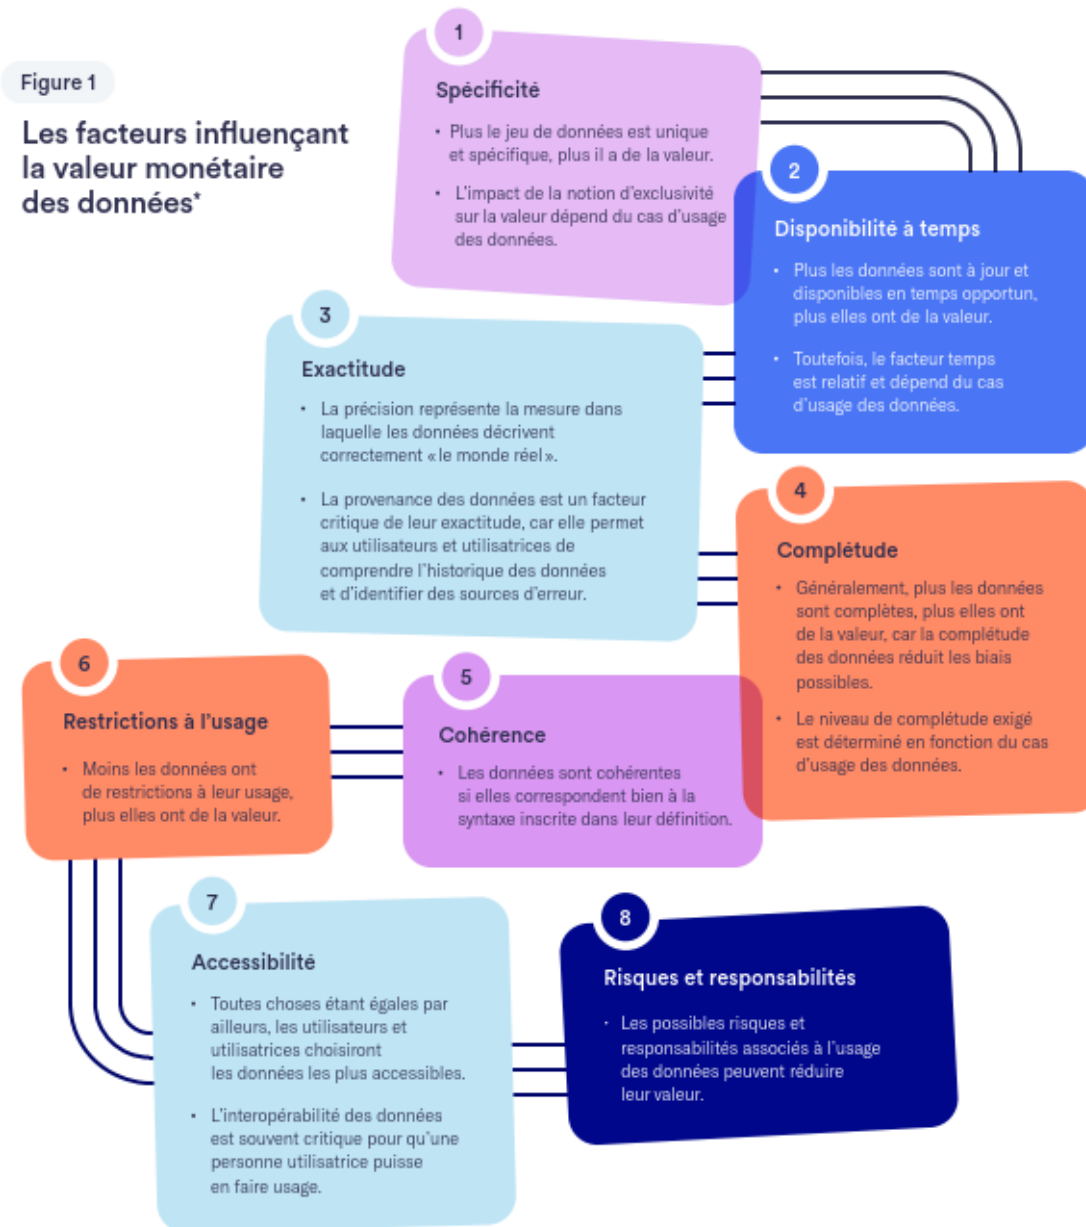 Figure 1
Les facteurs influençant
la valeur monétaire
des données*
1
Spécificité
• Plus le jeu de données est unique
et spécifique, plus il a de la valeur.
• L'impact de la notion d'exclusivité
sur la valeur dépend du cas d'usage
des données.
2
Disponibilité à temps
• Plus les données sont à jour et
disponibles en temps opportun,
plus elles ont de la valeur.
• Toutefois, le facteur temps
est relatif et dépend du cas
d'usage des données.
3
Exactitude
• La précision représente la mesure dans
laquelle les données décrivent
correctement « le monde réel ».
• La provenance des données est un facteur
critique de leur exactitude, car elle permet
aux utilisateurs et utilisatrices de
comprendre l'historique des données
et d'identifier des sources d'erreur.
4
Complétude
• Généralement, plus les données
sont complètes, plus elles ont
de la valeur, car la complétude
des données réduit les biais
possibles.
• Le niveau de complétude exigé
est déterminé en fonction du cas
d'usage des données.
5
Cohérence
• Les données sont cohérentes
si elles correspondent bien à la
syntaxe inscrite dans leur définition.
6
Restrictions à l'usage
• Moins les données ont
de restrictions à leur usage,
plus elles ont de la valeur.
7
Accessibilité
• Toutes choses étant égales par
ailleurs, les utilisateurs et
utilisatrices choisiront
les données les plus accessibles.
• L'interopérabilité des données
est souvent critique pour qu'une
personne utilisatrice puisse
en faire usage.
8
Risques et responsabilités
• Les possibles risques et
responsabilités associés à l'usage
des données peuvent réduire
leur valeur.